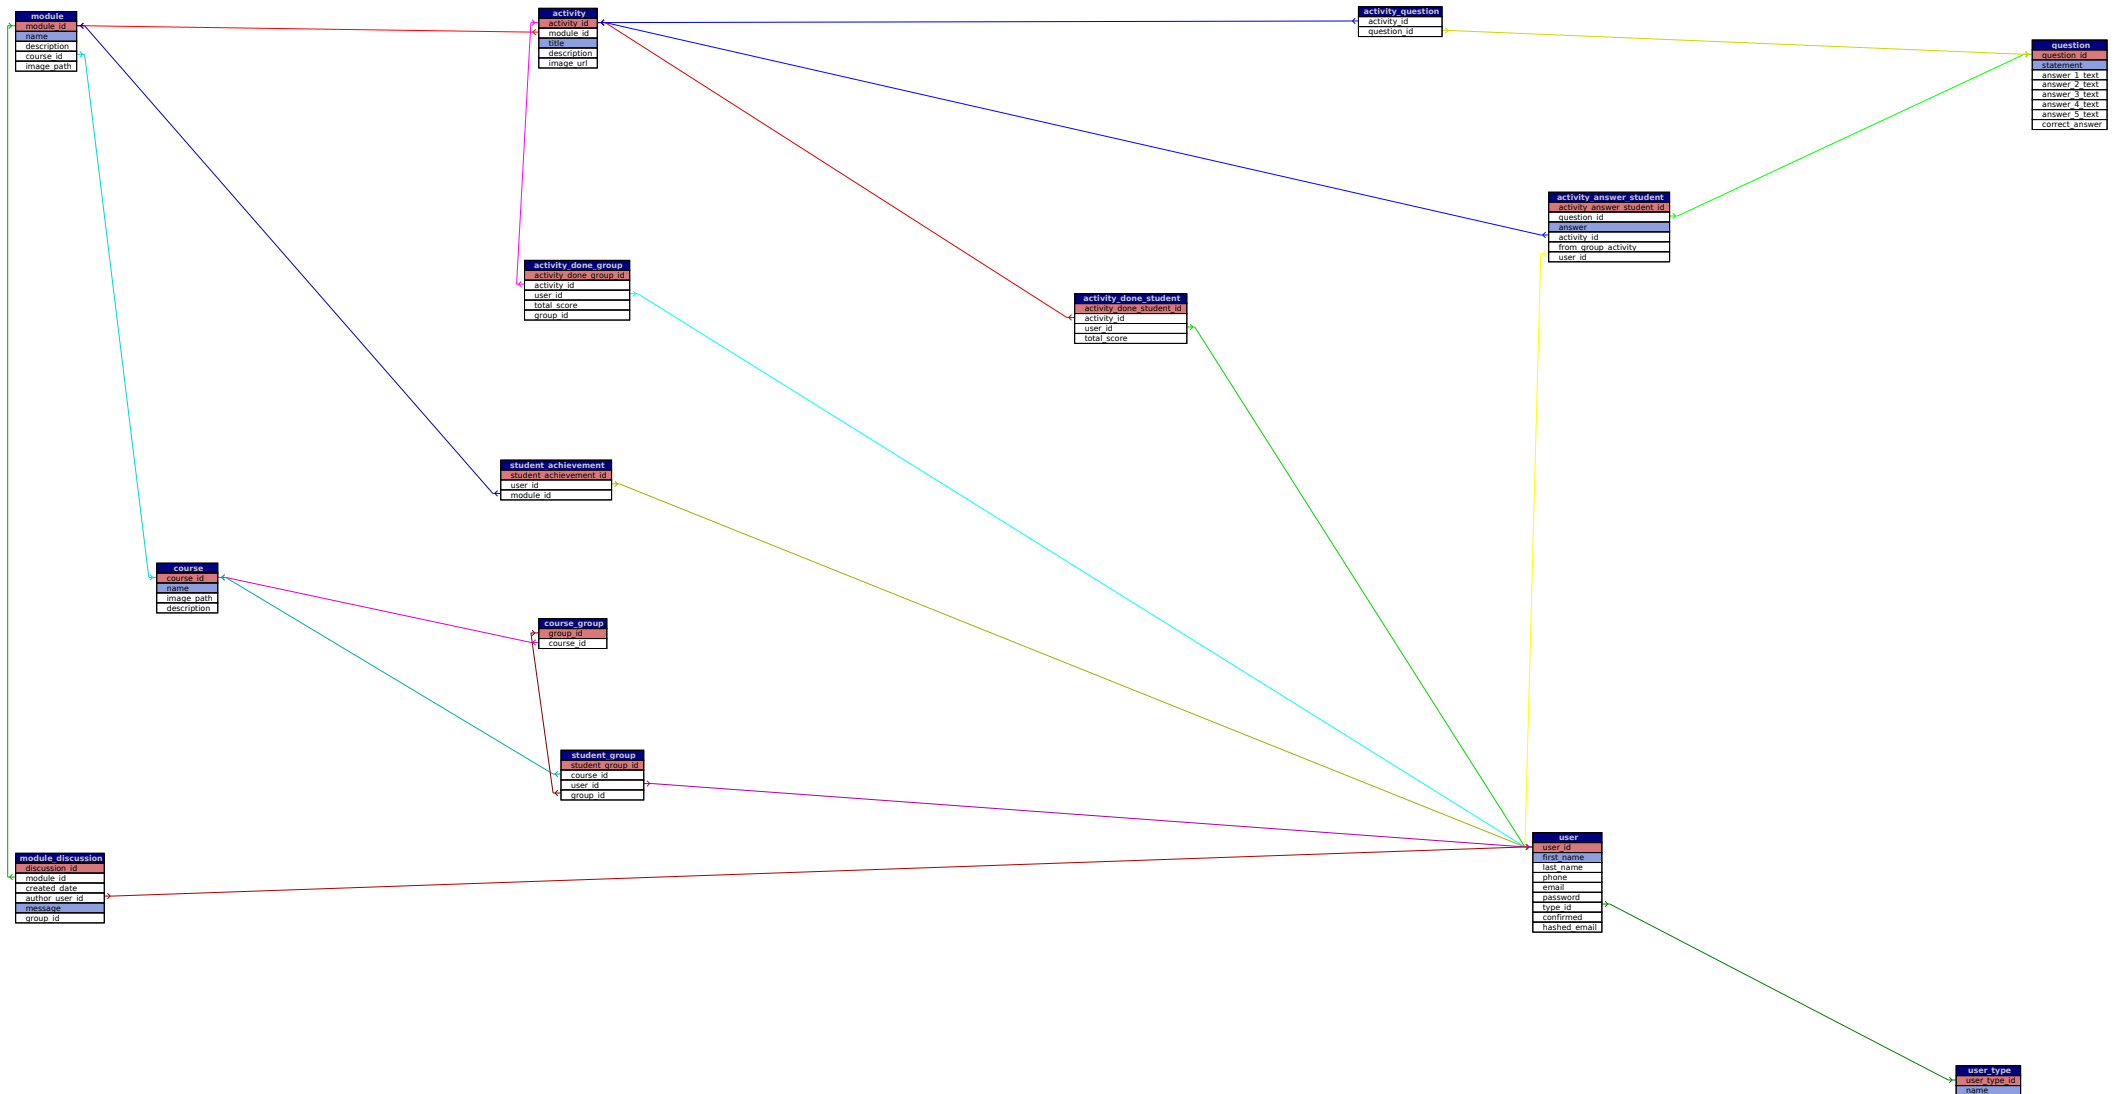 module
module_id
name
description
course_id
image_path
activity
activity_id
module_id
title
description
image_url
activity_question
activity_id
question_id
question
question_id
statement
answer_1_text
answer_2_text
answer_3_text
answer_4_text
answer_5_text
correct_answer
activity_answer_student
activity_answer_student_id
question_id
answer
activity_id
from_group_activity
user_id
activity_done_group
activity_done_group_id
activity_id
user_id
total_score
group_id
activity_done_student
activity_done_student_id
activity_id
user_id
total_score
student_achievement
student_achievement_id
user_id
module_id
course
course_id
name
image_path
description
course_group
group_id
course_id
student_group
student_group_id
course_id
user_id
group_id
module_discussion
discussion_id
module_id
created_date
author_user_id
message
group_id
user
user_id
first_name
last_name
phone
email
password
type_id
confirmed
hashed_email
user_type
user_type_id
name